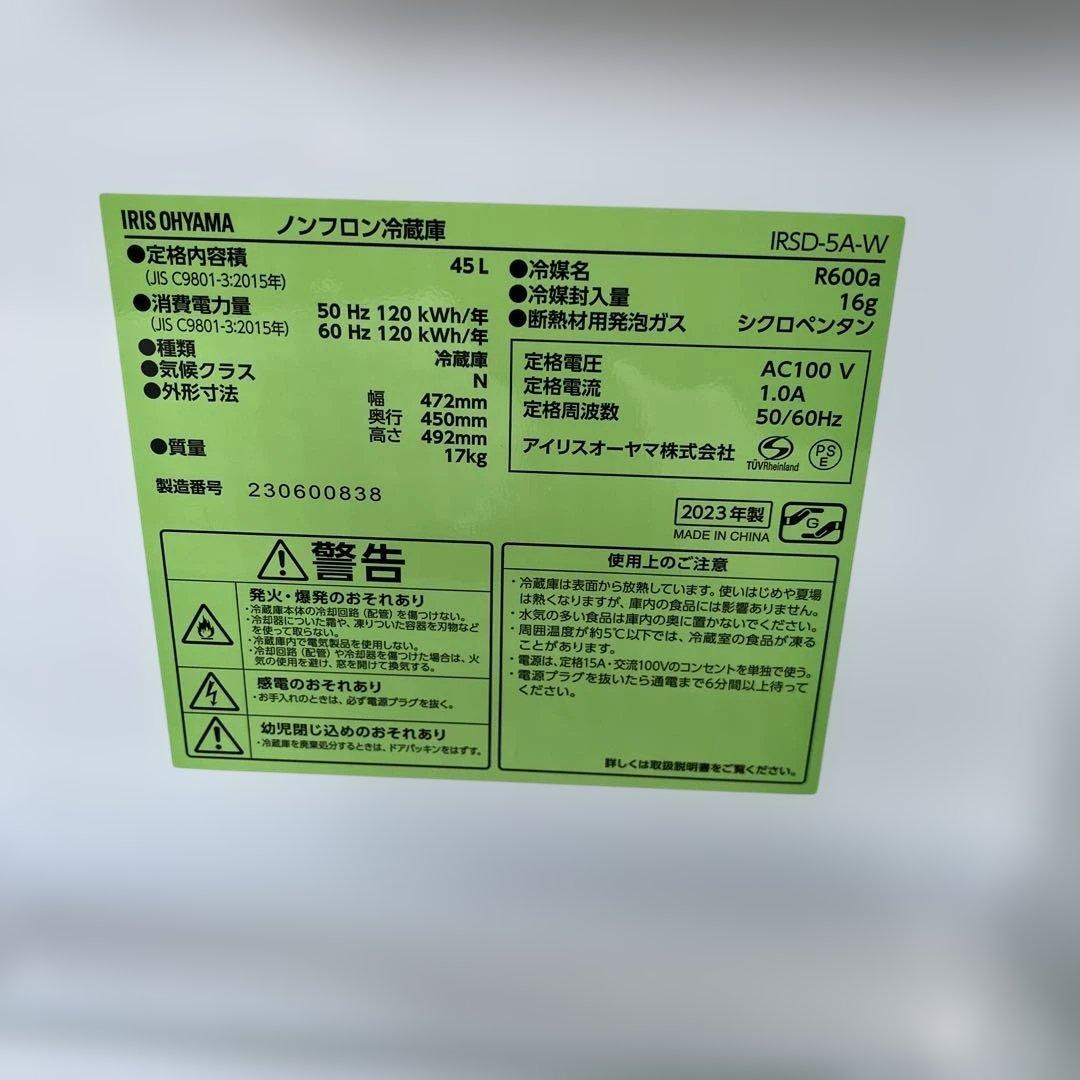 IRIS OHYAMA ノンフロン冷蔵庫 IRSD-5A-W
●定格内容積 45 L
(JIS C9801-3:2015年)
●消費電力量 50 Hz 120 kWh/年
(JIS C9801-3:2015年) 60 Hz 120 kWh/年
●種類 冷蔵庫
●気候クラス N
●外形寸法 幅 472mm
奥行 450mm
高さ 492mm
●質量 17kg
製造番号 230600838
●冷媒名 R600a
●冷媒封入量 16g
●断熱材用発泡ガス シクロペンタン
定格電圧 AC100 V
定格電流 1.0A
定格周波数 50/60Hz
アイリスオーヤマ株式会社 TÜVRheinland PSE
2023年製 G
MADE IN CHINA
警告
発火・爆発のおそれあり
・冷蔵庫本体の冷却回路(配管)を傷つけない。
・冷却器についた霜や、凍りついた容器を刃物など
を使って取らない。
・冷蔵庫内で電気製品を使用しない。
・冷却回路(配管)や冷却器を傷つけた場合は、火
気の使用を避け、窓を開けて換気する。
感電のおそれあり
・お手入れのときは、必ず電源プラグを抜く。
幼児閉じ込めのおそれあり
・冷蔵庫を廃棄処分するときは、ドアパッキンをはずす。
使用上のご注意
・冷蔵庫は表面から放熱しています。使いはじめや夏場
は熱くなりますが、庫内の食品には影響ありません。
・水気の多い食品は庫内の奥に置かないでください。
・周囲温度が約5℃以下では、冷蔵室の食品が凍る
ことがあります。
・電源は、定格15A・交流100Vのコンセントを単独で使う。
・電源プラグを抜いたら通電まで6分間以上待って
ください。
詳しくは取扱説明書をご覧ください。